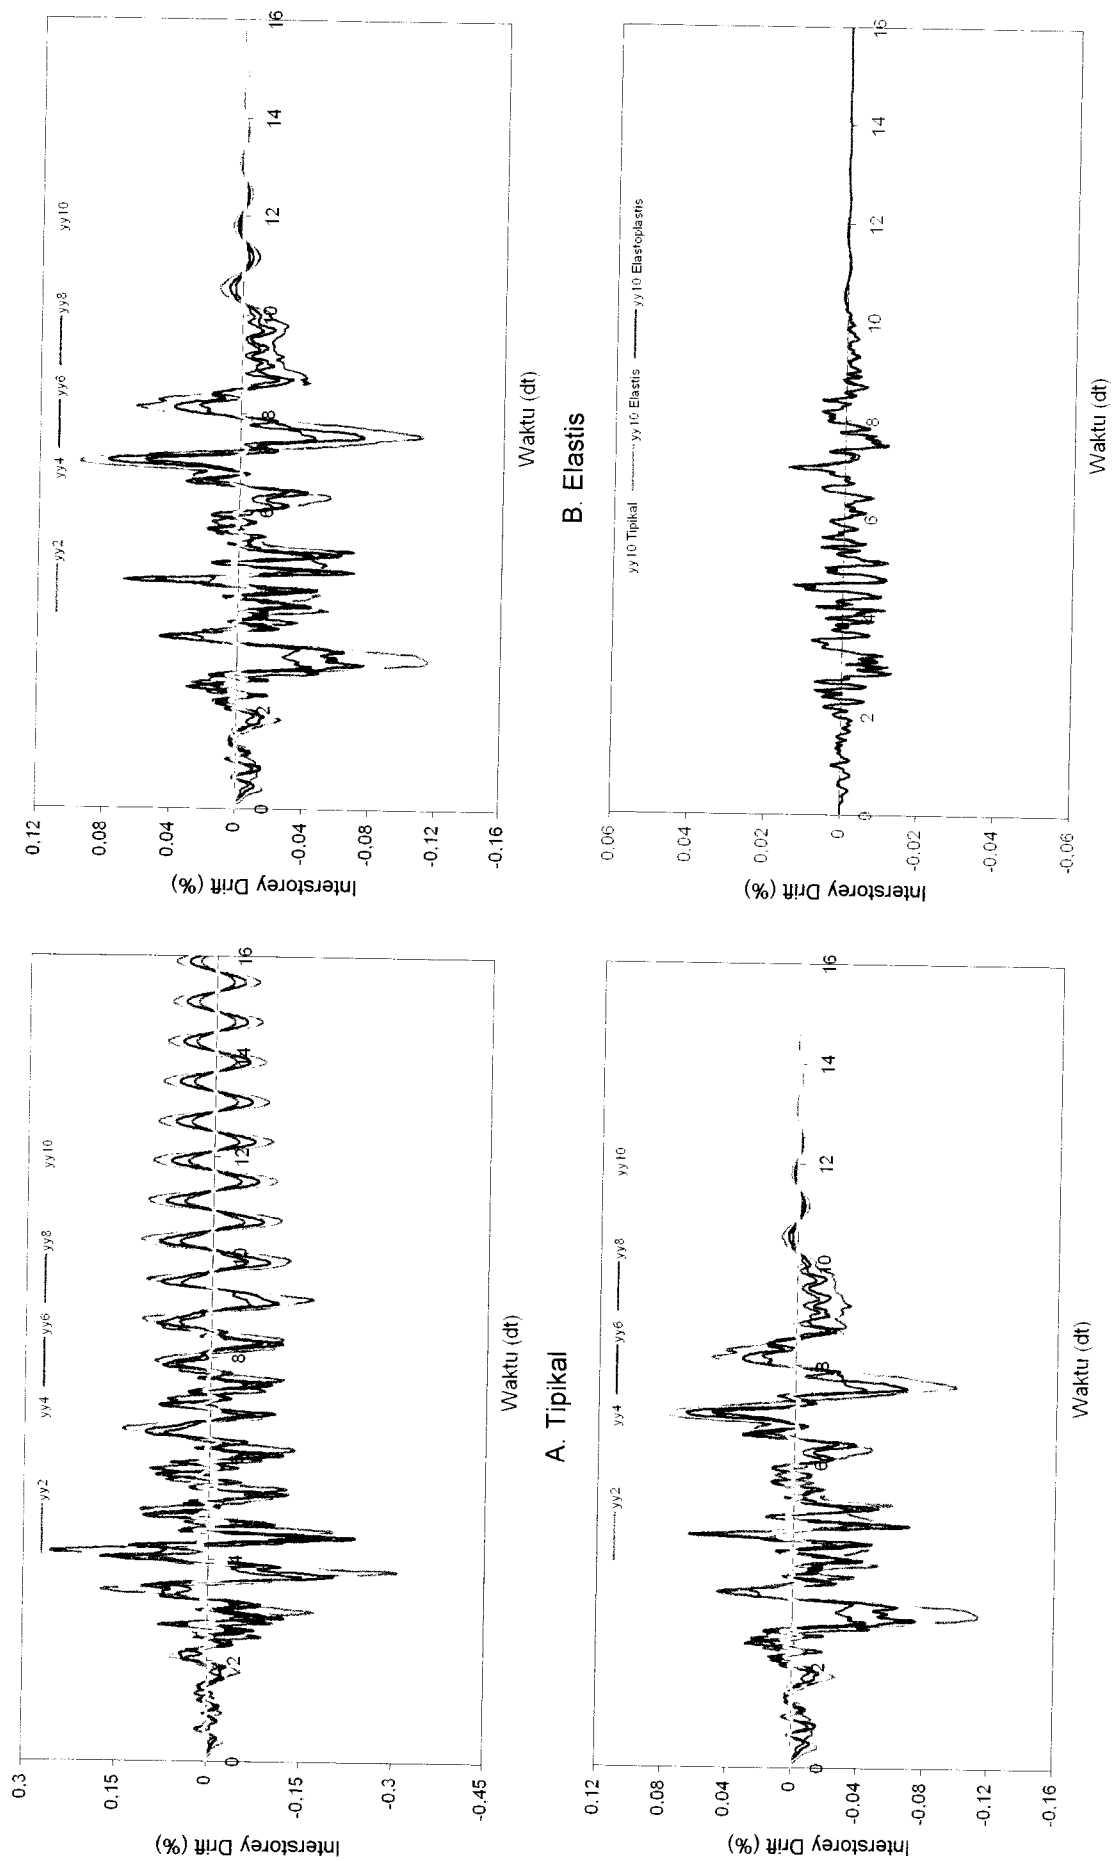 yy2 yy4 yy6 yy8 yy10
0.3
0.15
0
-0.15
-0.3
-0.45
Interstorey Drift (%)
0 2 4 6 8 10 12 14 16
Waktu (dt)
A. Tipikal
yy2 yy4 yy6 yy8 yy10
0.12
0.08
0.04
0
-0.04
-0.08
-0.12
-0.16
Interstorey Drift (%)
0 2 4 6 8 10 12 14 16
Waktu (dt)
B. Elastis
yy2 yy4 yy6 yy8 yy10
0.12
0.08
0.04
0
-0.04
-0.08
-0.12
-0.16
Interstorey Drift (%)
0 2 6 8 10 12 14 16
Waktu (dt)
yy10 Tipikal yy10 Elastis yy10 Elastoplastis
0.06
0.04
0.02
0
-0.02
-0.04
-0.06
Interstorey Drift (%)
0 2 4 6 8 10 12 14 16
Waktu (dt)